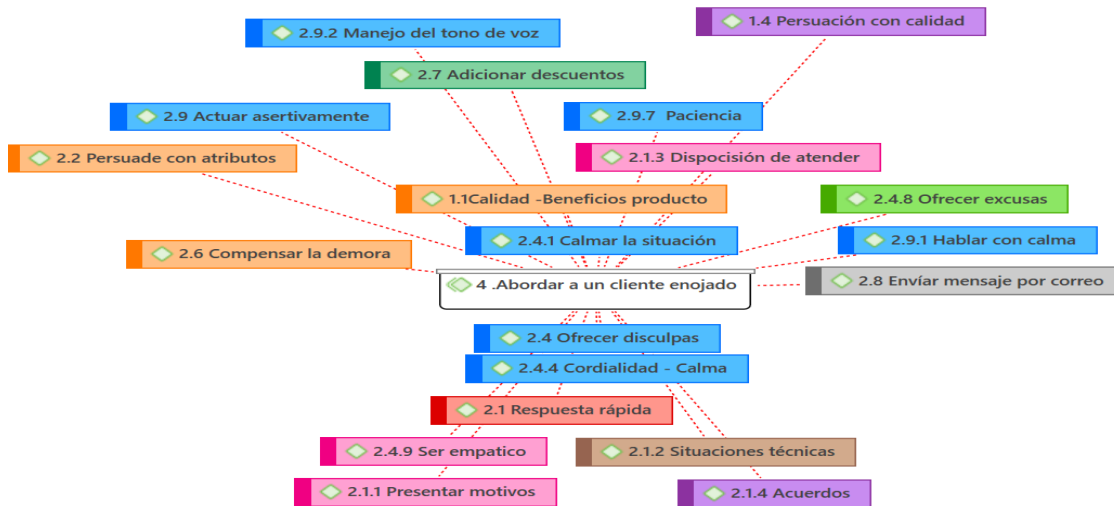 1.4 Persuación con calidad
2.9.2 Manejo del tono de voz
2.7 Adicionar descuentos
2.9 Actuar asertivamente
2.9.7 Paciencia
2.2 Persuade con atributos
2.1.3 Dispocisión de atender
1.1Calidad -Beneficios producto
2.4.8 Ofrecer excusas
2.4.1 Calmar la situación
2.9.1 Hablar con calma
2.6 Compensar la demora
4 .Abordar a un cliente enojado
2.8 Envíar mensaje por correo
2.4 Ofrecer disculpas
2.4.4 Cordialidad - Calma
2.1 Respuesta rápida
2.4.9 Ser empatico
2.1.2 Situaciones técnicas
2.1.1 Presentar motivos
2.1.4 Acuerdos